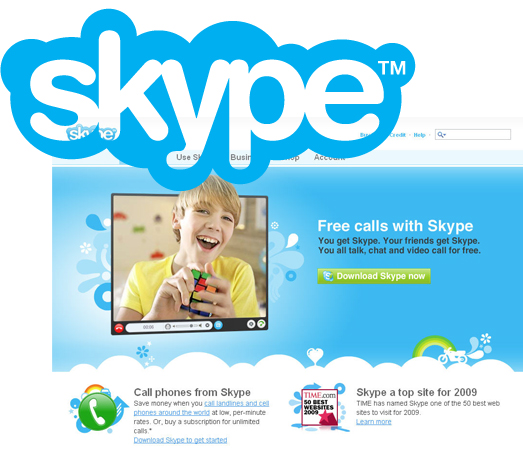 skype™
skype
Help
Use Account
Free calls with Skype
You get Skype. Your friends get Skype.
You all talk, chat and video call for free.
Download Skype now
Call phones from Skype
Save money when you call landlines and cell
phones around the world at low, per-minute
rates. Or, buy a subscription for unlimited
calls.*
Download Skype to get started
TIME.com
50 BEST
WEBSITES
2009
Skype a top site for 2009
TIME has named Skype one of the 50 best web
sites to visit for 2009.
Learn more